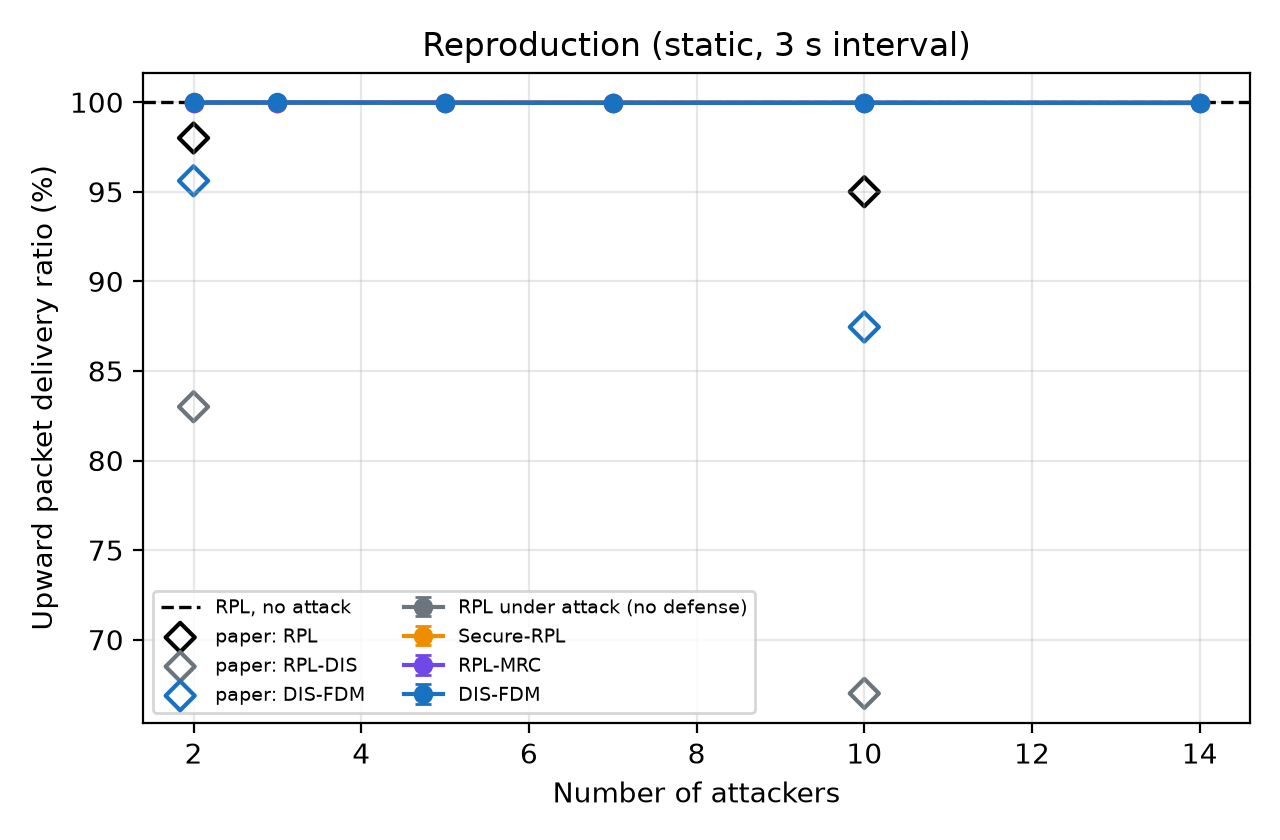 Reproduction (static, 3 s interval)
Upward packet delivery ratio (%)
100
95
90
85
80
75
70
RPL, no attack
paper: RPL
paper: RPL-DIS
paper: DIS-FDM
RPL under attack (no defense)
Secure-RPL
RPL-MRC
DIS-FDM
2
4
6
8
10
12
14
Number of attackers